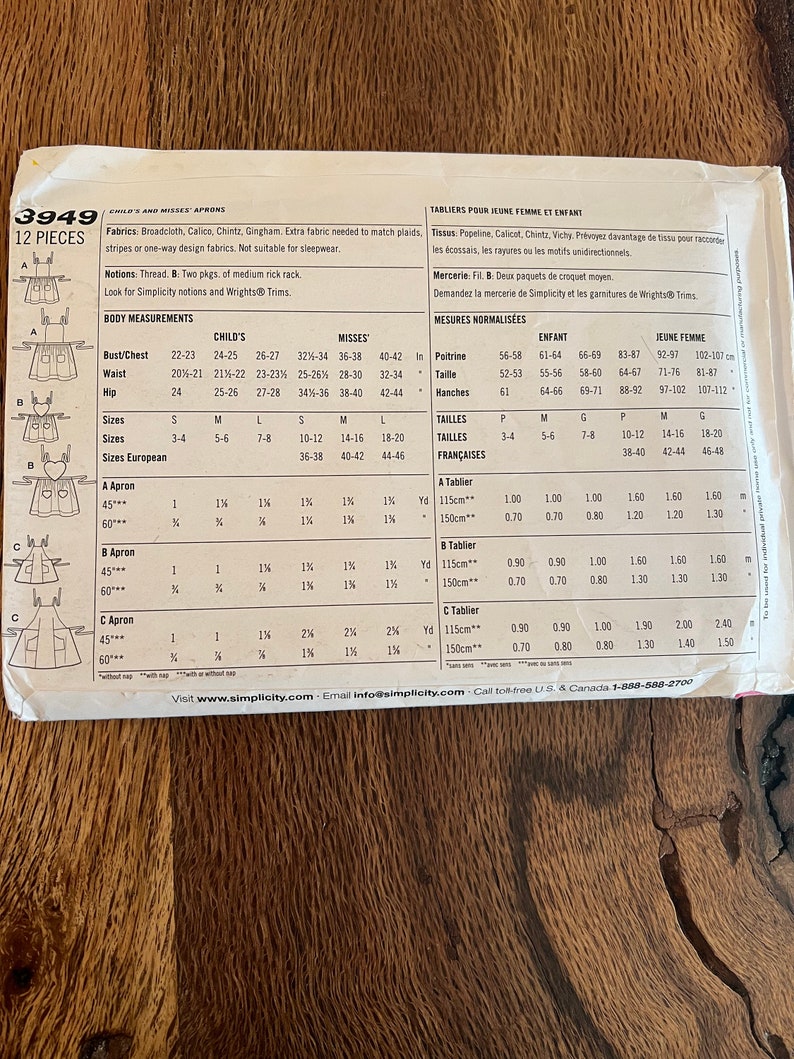 3949
12 PIECES
A
A
B
B
C
C
CHILD'S AND MISSES' APRONS
Fabrics: Broadcloth, Calico, Chintz, Gingham. Extra fabric needed to match plaids,
stripes or one-way design fabrics. Not suitable for sleepwear.
Notions: Thread. B: Two pkgs. of medium rick rack.
Look for Simplicity notions and Wrights® Trims.
BODY MEASUREMENTS
CHILD'S MISSES'
Bust/Chest 22-23 24-25 26-27 32½-34 36-38 40-42 In
Waist 20½-21 21½-22 23-23½ 25-26½ 28-30 32-34 "
Hip 24 25-26 27-28 34½-36 38-40 42-44 "
Sizes S M L S M L
Sizes 3-4 5-6 7-8 10-12 14-16 18-20
Sizes European 36-38 40-42 44-46
A Apron
45"** 1 1⅛ 1⅛ 1¾ 1¾ 1¾ Yd
60"** ¾ ¾ ⅞ 1¼ 1⅜ 1⅜ "
B Apron
45"** 1 1 1⅛ 1¾ 1¾ 1¾ Yd
60"** ¾ ¾ ⅞ 1⅜ 1⅜ 1½ "
C Apron
45"** 1 1 1⅛ 2⅛ 2¼ 2⅝ Yd
60"** ¾ ⅞ ⅞ 1⅜ 1½ 1⅝ "
*without nap **with nap ***with or without nap
TABLIERS POUR JEUNE FEMME ET ENFANT
Tissus: Popeline, Calicot, Chintz, Vichy. Prévoyez davantage de tissu pour raccorder
les écossais, les rayures ou les motifs unidirectionnels.
Mercerie: Fil. B: Deux paquets de croquet moyen.
Demandez la mercerie de Simplicity et les garnitures de Wrights® Trims.
MESURES NORMALISÉES
ENFANT JEUNE FEMME
Poitrine 56-58 61-64 66-69 83-87 92-97 102-107 cm
Taille 52-53 55-56 58-60 64-67 71-76 81-87 "
Hanches 61 64-66 69-71 88-92 97-102 107-112 "
TAILLES P M G P M G
TAILLES 3-4 5-6 7-8 10-12 14-16 18-20
FRANÇAISES 38-40 42-44 46-48
A Tablier
115cm** 1.00 1.00 1.00 1.60 1.60 1.60 m
150cm** 0.70 0.70 0.80 1.20 1.20 1.30 "
B Tablier
115cm** 0.90 0.90 1.00 1.60 1.60 1.60 m
150cm** 0.70 0.70 0.80 1.30 1.30 1.30 "
C Tablier
115cm** 0.90 0.90 1.00 1.90 2.00 2.40 m
150cm** 0.70 0.80 0.80 1.30 1.40 1.50 "
*sans sens **avec sens ***avec ou sans sens
To be used for individual private home use only and not for commercial or manufacturing purposes.
Visit www.simplicity.com · Email info@simplicity.com · Call toll-free U.S. & Canada 1-888-588-2700